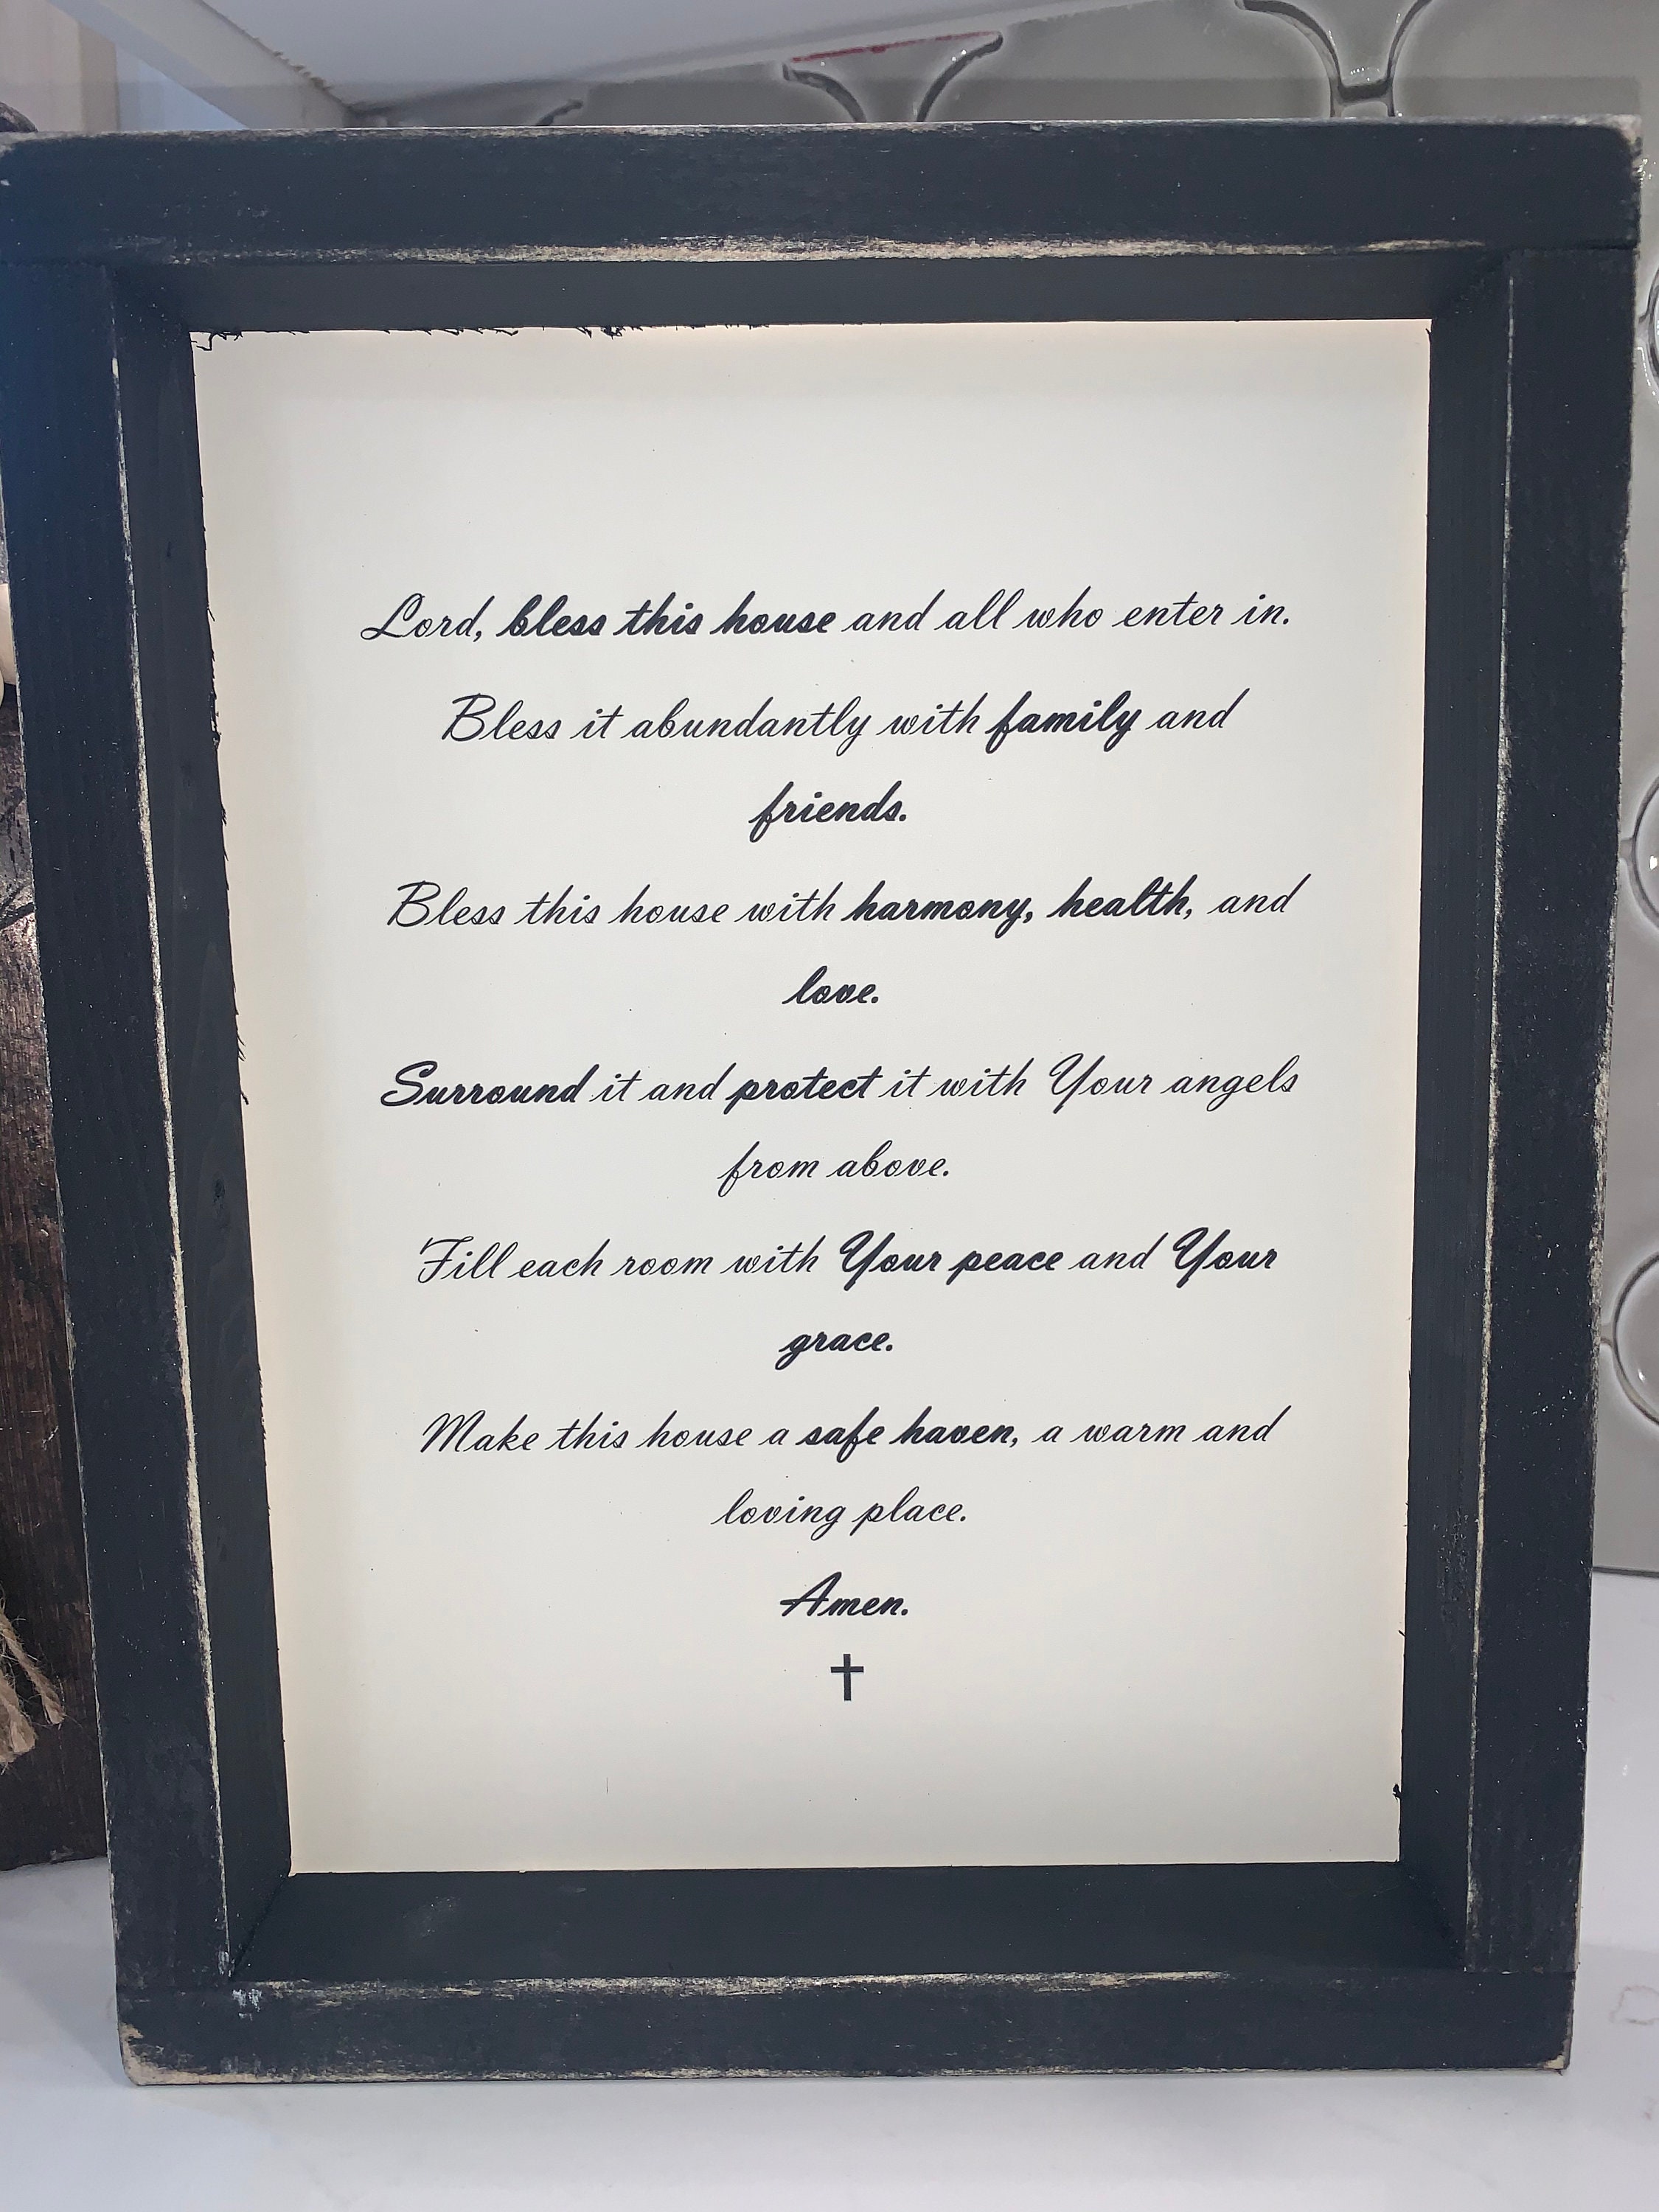 Lord, bless this house and all who enter in.
Bless it abundantly with family and
friends.
Bless this house with harmony, health, and
love.
Surround it and protect it with Your angels
from above.
Fill each room with Your peace and Your
grace.
Make this house a safe haven, a warm and
loving place.
Amen.